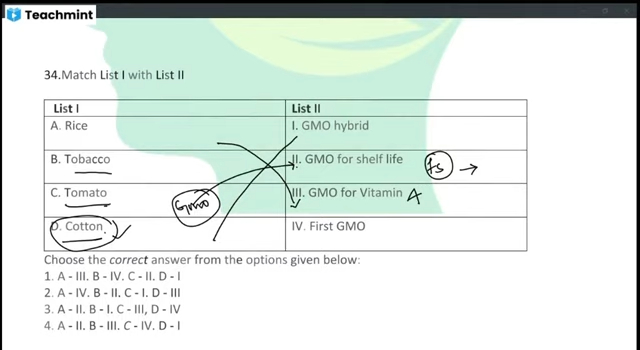 Teachmint
34.Match List I with List II
List I List II
A. Rice I. GMO hybrid
B. Tobacco II. GMO for shelf life
C. Tomato III. GMO for Vitamin A
D. Cotton IV. First GMO
GMO
Choose the correct answer from the options given below:
1. A - III. B - IV. C - II. D - I
2. A - IV. B - II. C - I. D - III
3. A - II. B - I. C - III, D - IV
4. A - II. B - III. C - IV. D - I